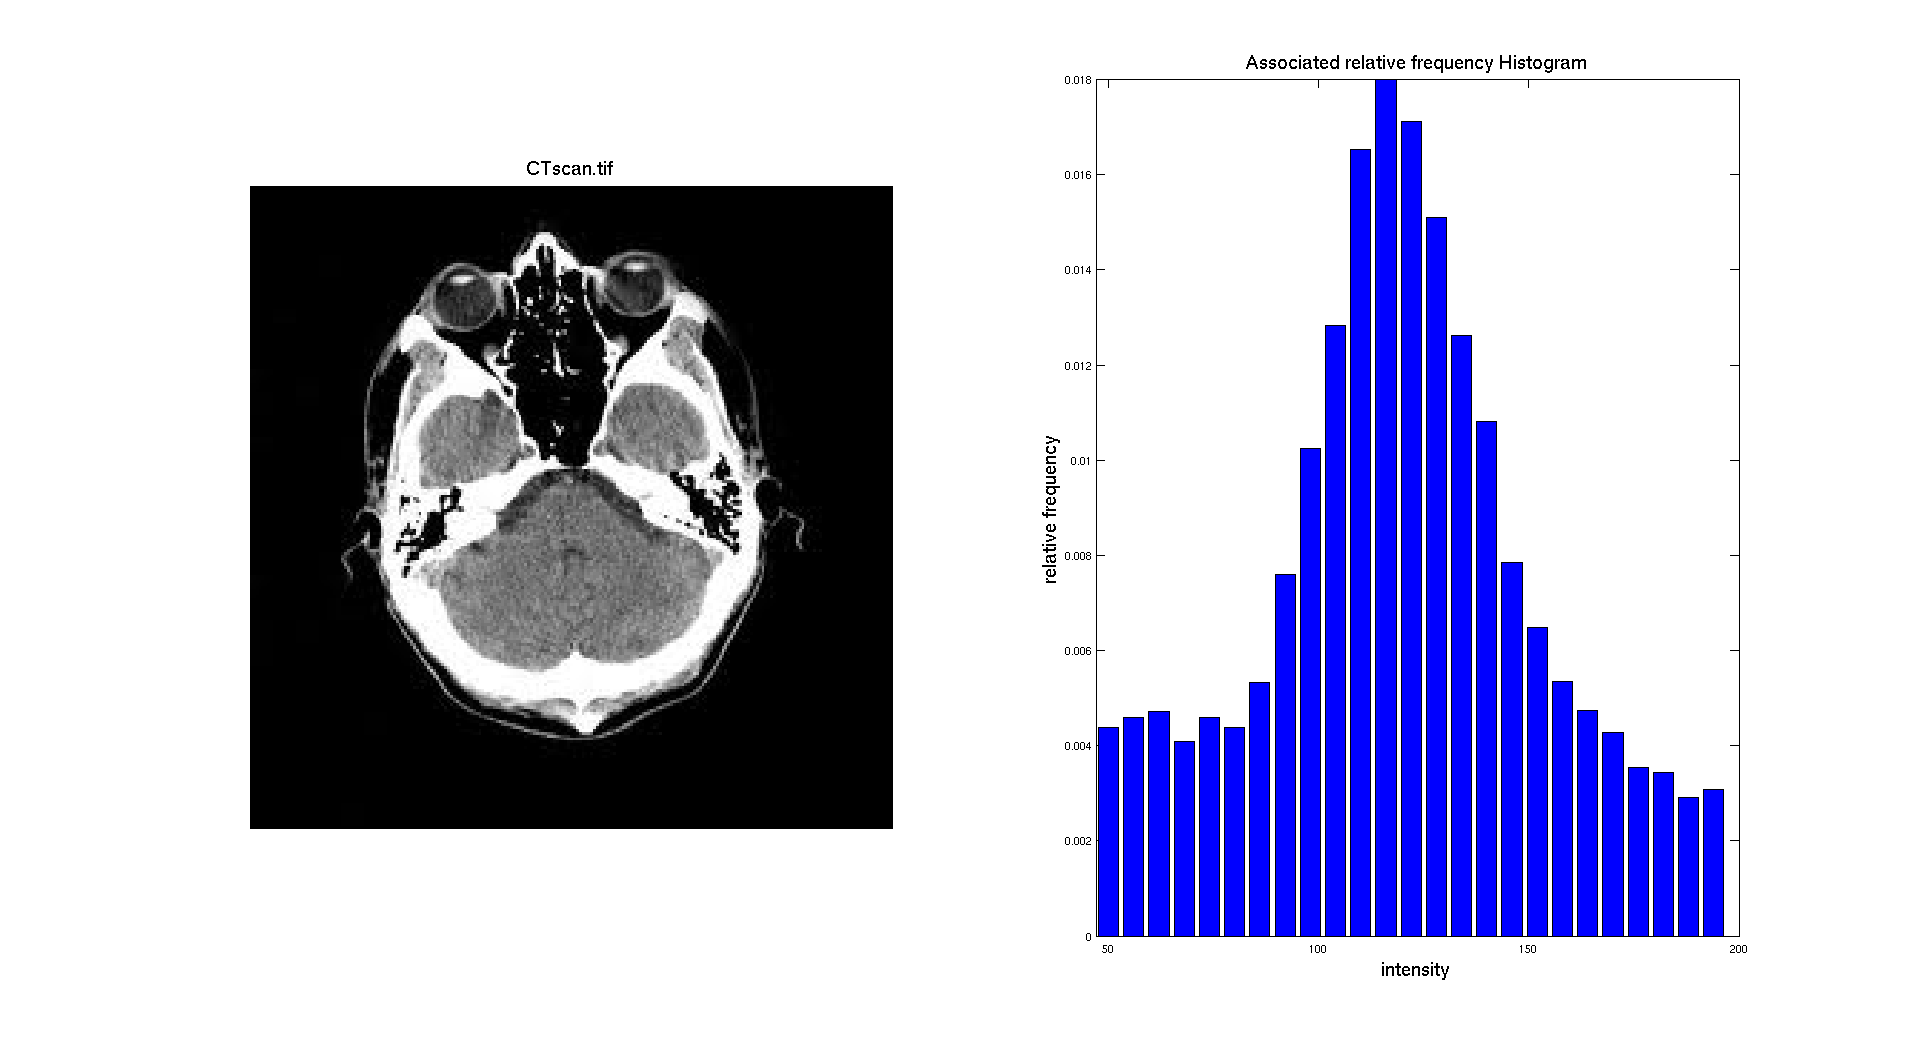 CTscan.tif
Associated relative frequency Histogram
0.018
0.016
0.014
0.012
0.01
0.008
0.006
0.004
0.002
0
relative frequency
50 100 150 200
intensity